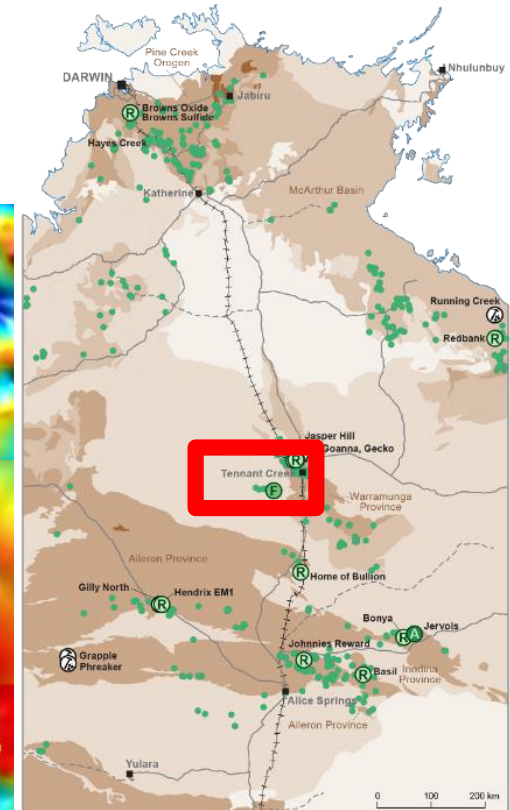 Pine Creek
Orogen
DARWIN
Nhulunbuy
Jabiru
R
Browns Oxide
Browns Sulfide
Hayes Creek
Katherine
McArthur Basin
Running Creek
Redbank R
Jasper Hill
R Goanna, Gecko
Tennant Creek
F
Warramunga
Province
Aileron Province
R Home of Bullion
Gilly North
R Hendrix EM1
Bonya
R A Jervois
Grapple
Phreaker
Johnnies Reward
R
R Basil
Irindina
Province
Alice Springs
Aileron Province
Yulara
0 100 200 km